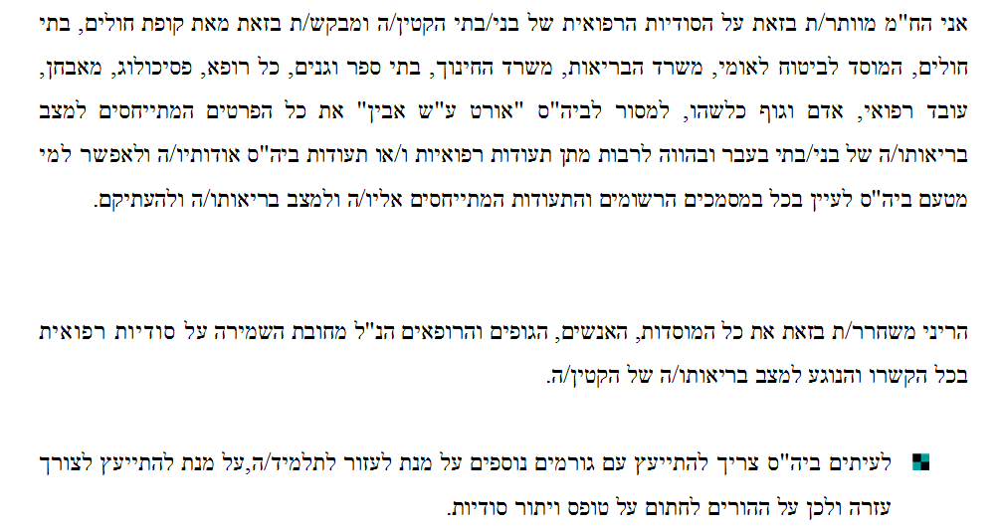 אני הח"מ מוותר/ת בזאת על הסודיות הרפואית של בני/בתי הקטין/ה ומבקש/ת בזאת מאת קופת חולים, בתי
חולים, המוסד לביטוח לאומי, משרד הבריאות, משרד החינוך, בתי ספר וגנים, כל רופא, פסיכולוג, מאבחן,
עובד רפואי, אדם וגוף כלשהו, למסור לביה"ס "אורט ע"ש אבין" את כל הפרטים המתייחסים למצב
בריאותו/ה של בני/בתי בעבר ובהווה לרבות מתן תעודות רפואיות ו/או תעודות ביה"ס אודותיו/ה ולאפשר למי
מטעם ביה"ס לעיין בכל במסמכים הרשומים והתעודות המתייחסים אליו/ה ולמצב בריאותו/ה ולהעתיקם.
הריני משחרר/ת בזאת את כל המוסדות, האנשים, הגופים והרופאים הנ"ל מחובת השמירה על סודיות רפואית
בכל הקשרו והנוגע למצב בריאותו/ה של הקטין/ה.
לעיתים ביה"ס צריך להתייעץ עם גורמים נוספים על מנת לעזור לתלמיד/ה,על מנת להתייעץ לצורך
עזרה ולכן על ההורים לחתום על טופס ויתור סודיות.